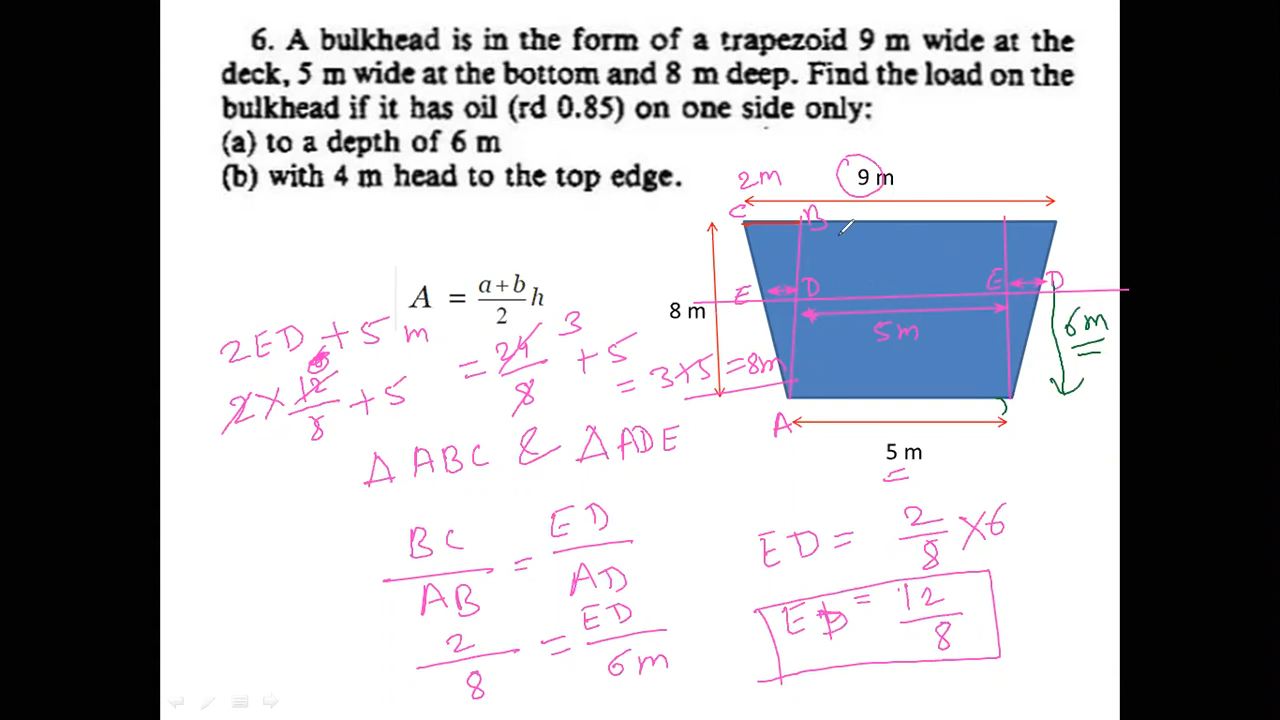 6. A bulkhead is in the form of a trapezoid 9 m wide at the
deck, 5 m wide at the bottom and 8 m deep. Find the load on the
bulkhead if it has oil (rd 0.85) on one side only:
(a) to a depth of 6 m
(b) with 4 m head to the top edge.
2m
9 m
C B
A = a+b/2 h
E D E D
8 m
5m
6m
2ED + 5 m
2 × 12/8 + 5
6
= 24/8 + 5
3
= 3+5 = 8m
A
5 m
=
Δ ABC & Δ ADE
BC/AB = ED/AD
2/8 = ED/6m
ED = 2/8 × 6
ED = 12/8